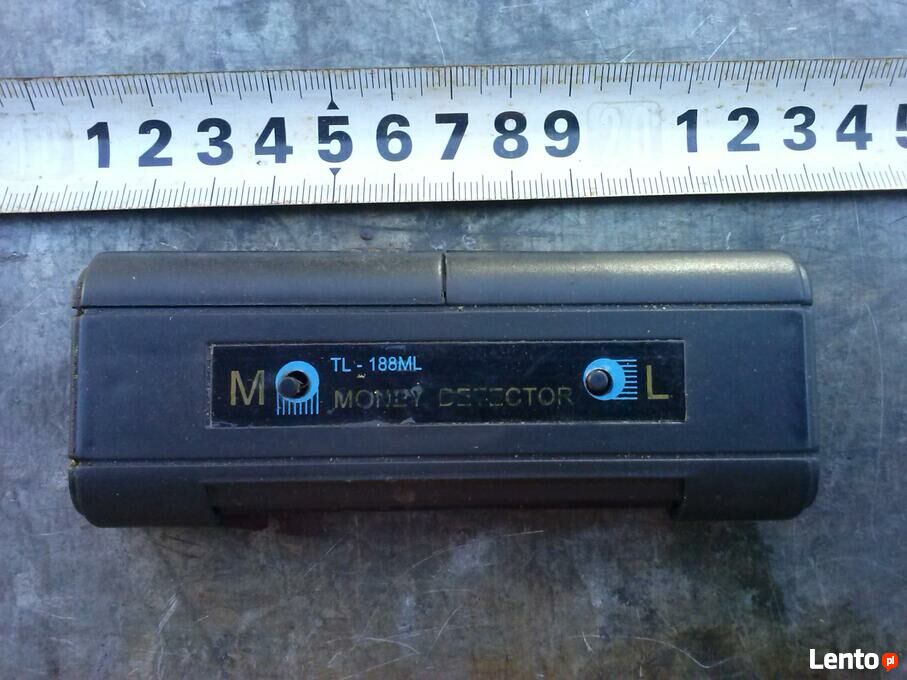 1 2 3 4 5 6 7 8 9 20 1 2 3 4 5
TL - 188ML
M MONEY DETECTOR L
Lento pl